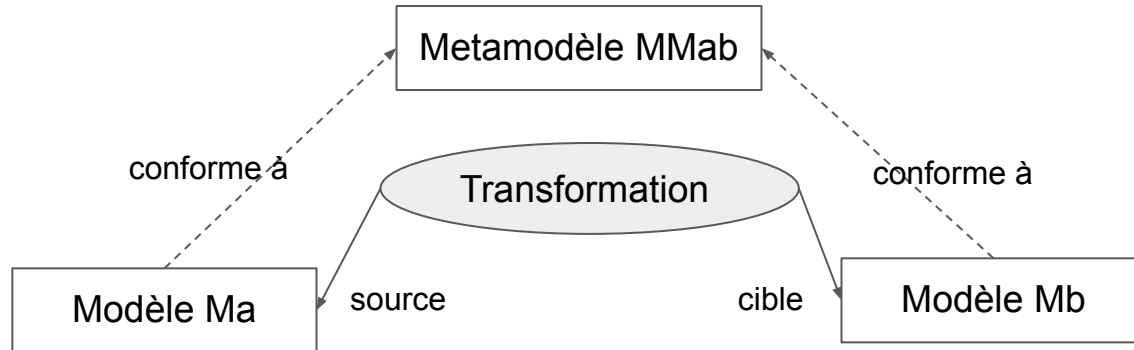 Metamodèle MMab
conforme à
Transformation
conforme à
Modèle Ma
source
cible
Modèle Mb